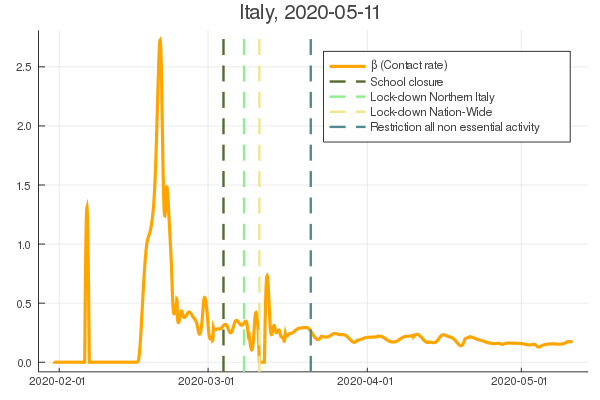 Italy, 2020-05-11
β (Contact rate)
School closure
Lock-down Northern Italy
Lock-down Nation-Wide
Restriction all non essential activity
2.5
2.0
1.5
1.0
0.5
0.0
2020-02-01 2020-03-01 2020-04-01 2020-05-01